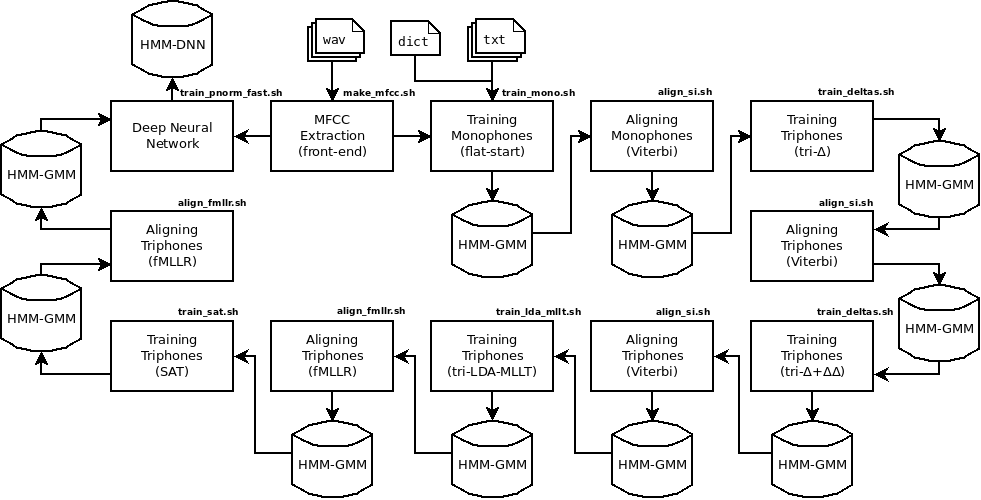 HMM-DNN
wav
dict
txt
train_pnorm_fast.sh
make_mfcc.sh
train_mono.sh
align_si.sh
train_deltas.sh
Deep Neural
Network
MFCC
Extraction
(front-end)
Training
Monophones
(flat-start)
Aligning
Monophones
(Viterbi)
Training
Triphones
(tri-Δ)
HMM-GMM
HMM-GMM
HMM-GMM
HMM-GMM
align_fmllr.sh
Aligning
Triphones
(fMLLR)
align_si.sh
Aligning
Triphones
(Viterbi)
HMM-GMM
HMM-GMM
train_sat.sh
align_fmllr.sh
train_lda_mllt.sh
align_si.sh
train_deltas.sh
Training
Triphones
(SAT)
Aligning
Triphones
(fMLLR)
Training
Triphones
(tri-LDA-MLLT)
Aligning
Triphones
(Viterbi)
Training
Triphones
(tri-Δ+ΔΔ)
HMM-GMM
HMM-GMM
HMM-GMM
HMM-GMM